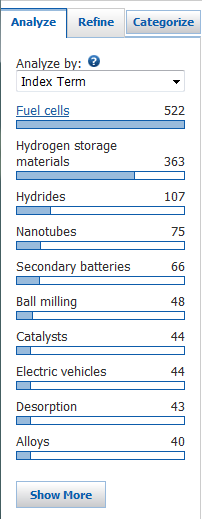 Analyze Refine Categorize
Analyze by: ?
Index Term
Fuel cells 522
Hydrogen storage
materials 363
Hydrides 107
Nanotubes 75
Secondary batteries 66
Ball milling 48
Catalysts 44
Electric vehicles 44
Desorption 43
Alloys 40
Show More